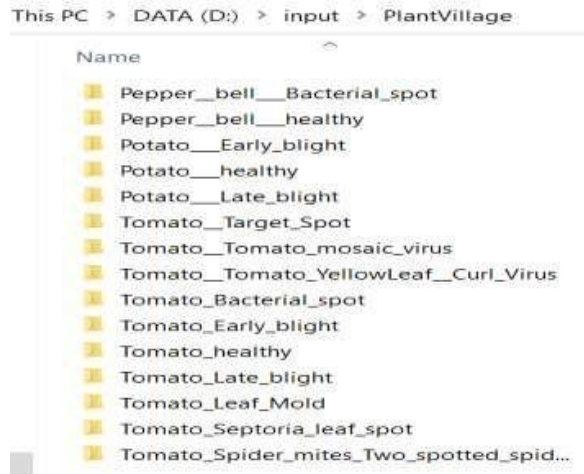 This PC > DATA (D:) > input > PlantVillage
Name
Pepper__bell___Bacterial_spot
Pepper__bell___healthy
Potato___Early_blight
Potato___healthy
Potato___Late_blight
Tomato__Target_Spot
Tomato__Tomato_mosaic_virus
Tomato__Tomato_YellowLeaf__Curl_Virus
Tomato_Bacterial_spot
Tomato_Early_blight
Tomato_healthy
Tomato_Late_blight
Tomato_Leaf_Mold
Tomato_Septoria_leaf_spot
Tomato_Spider_mites_Two_spotted_spid...